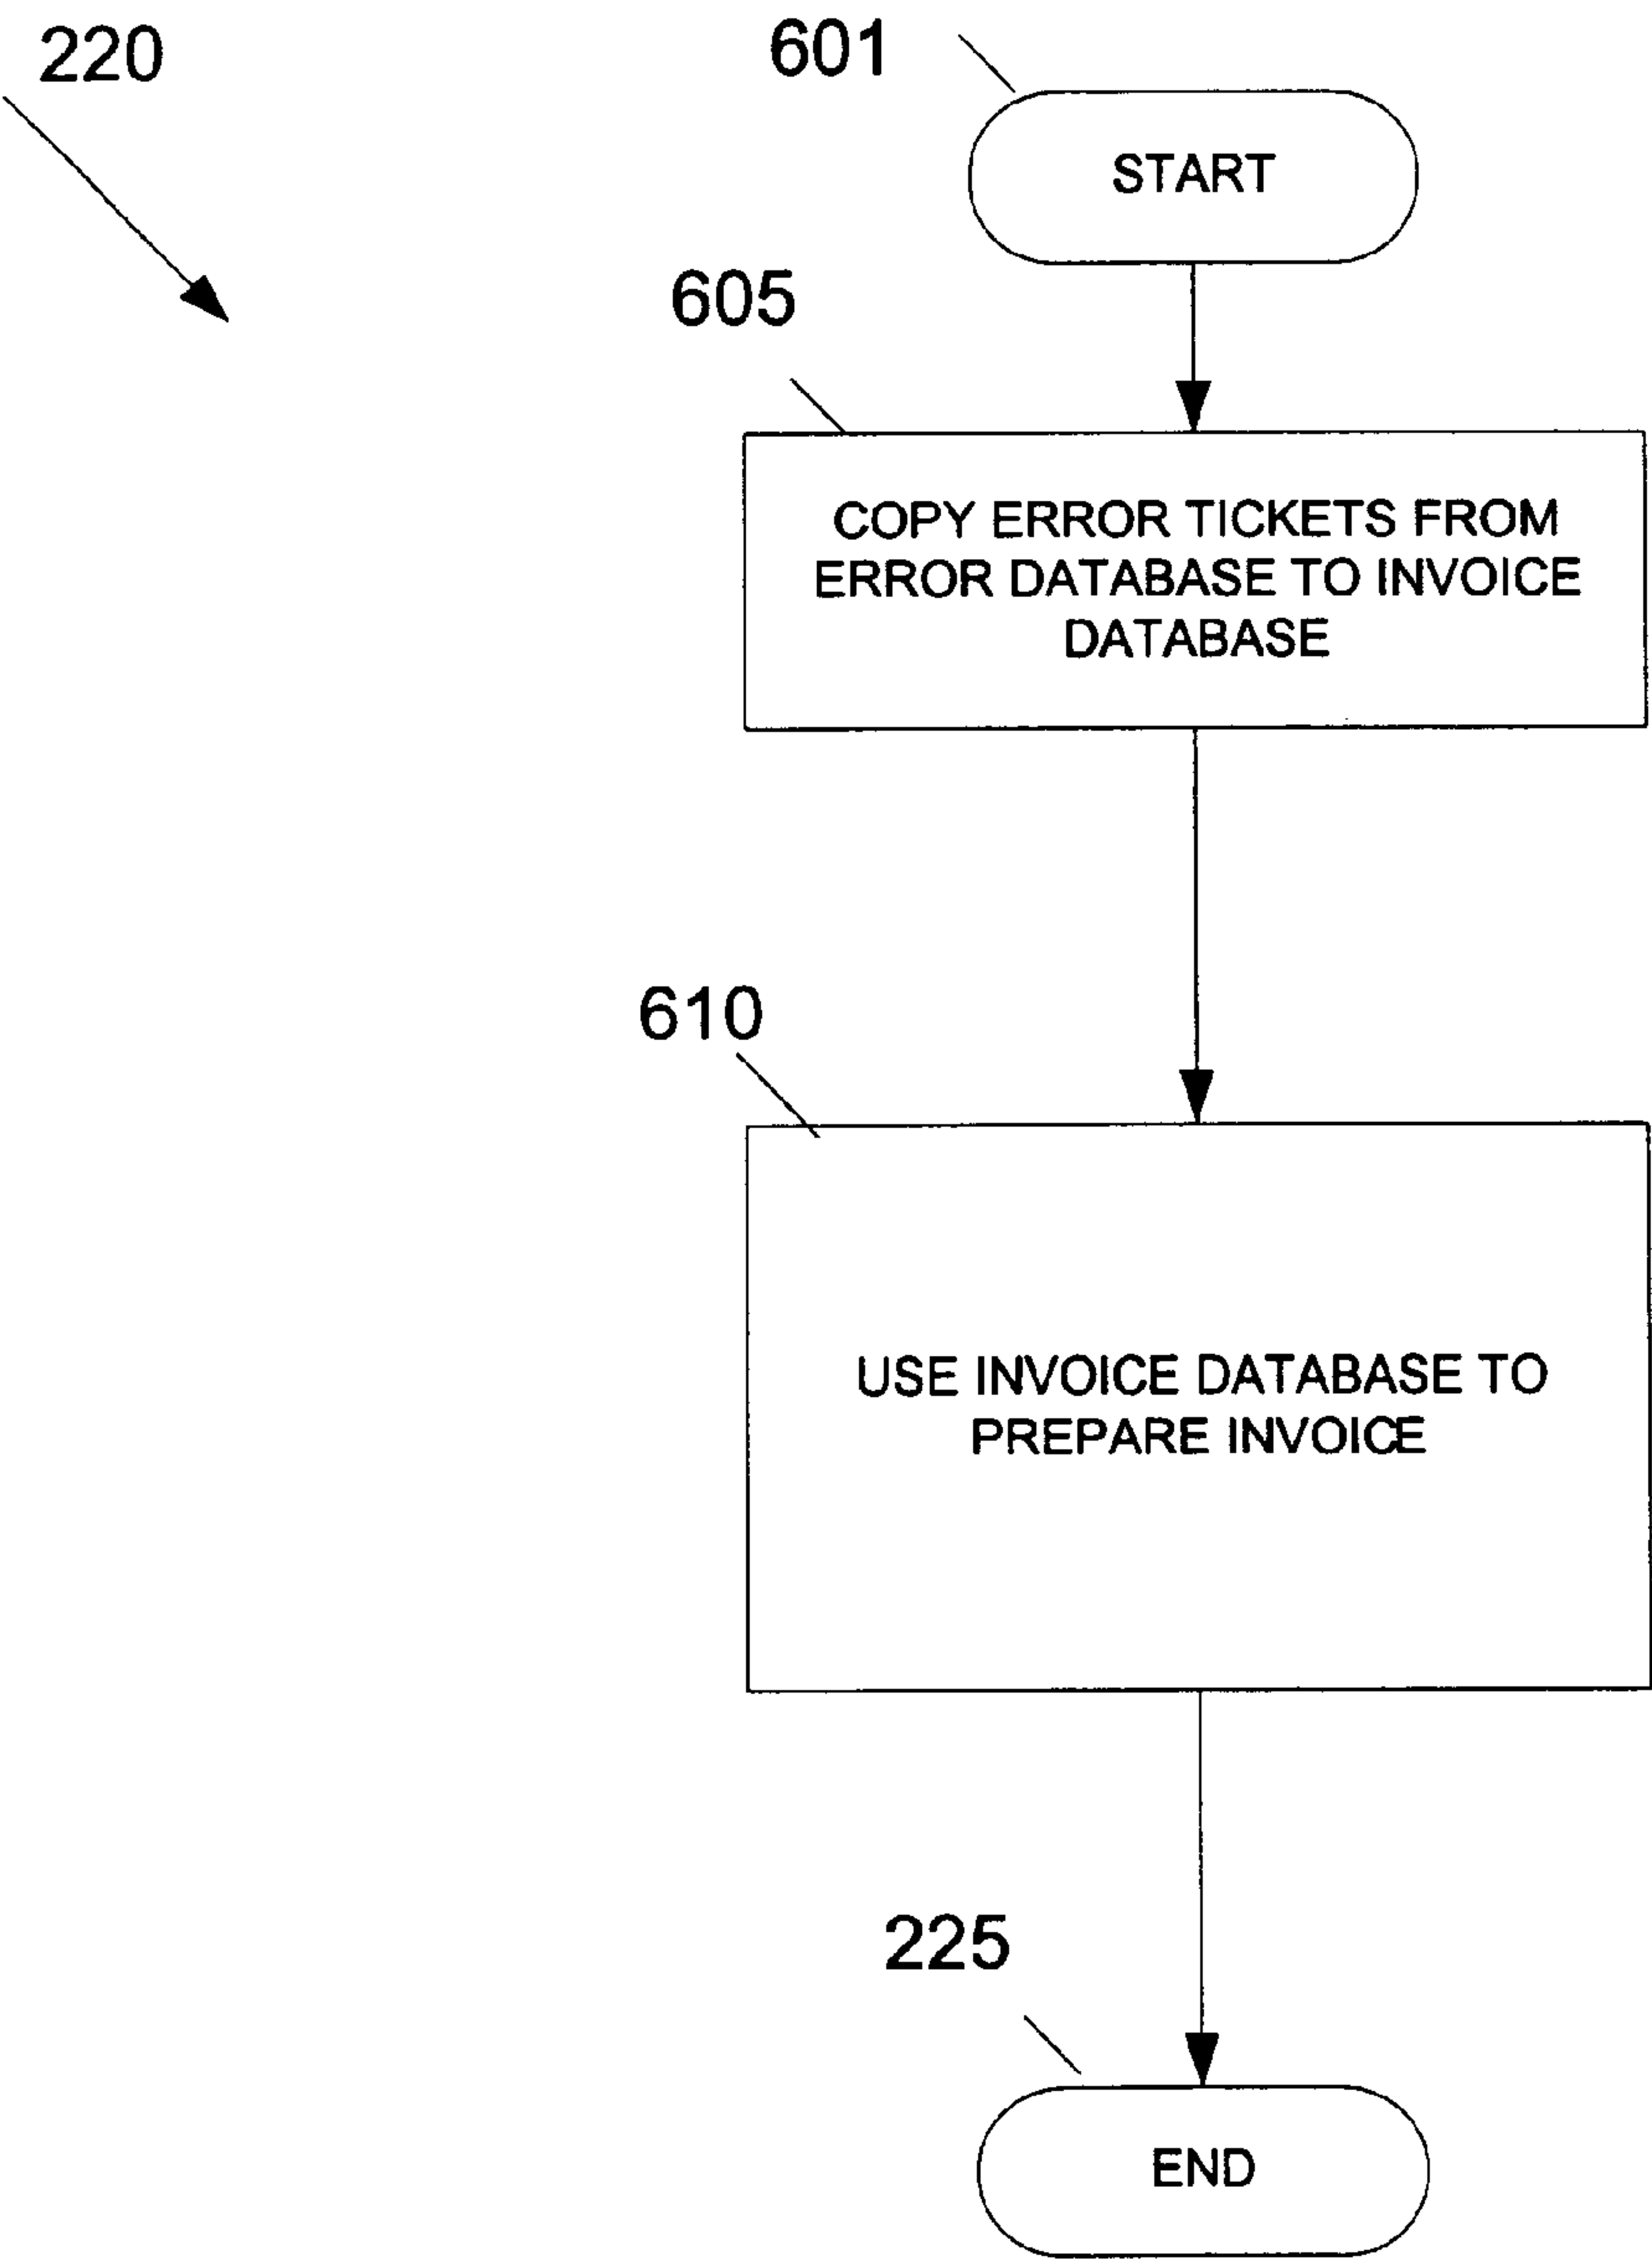 220
601
START
605
COPY ERROR TICKETS FROM
ERROR DATABASE TO INVOICE
DATABASE
610
USE INVOICE DATABASE TO
PREPARE INVOICE
225
END